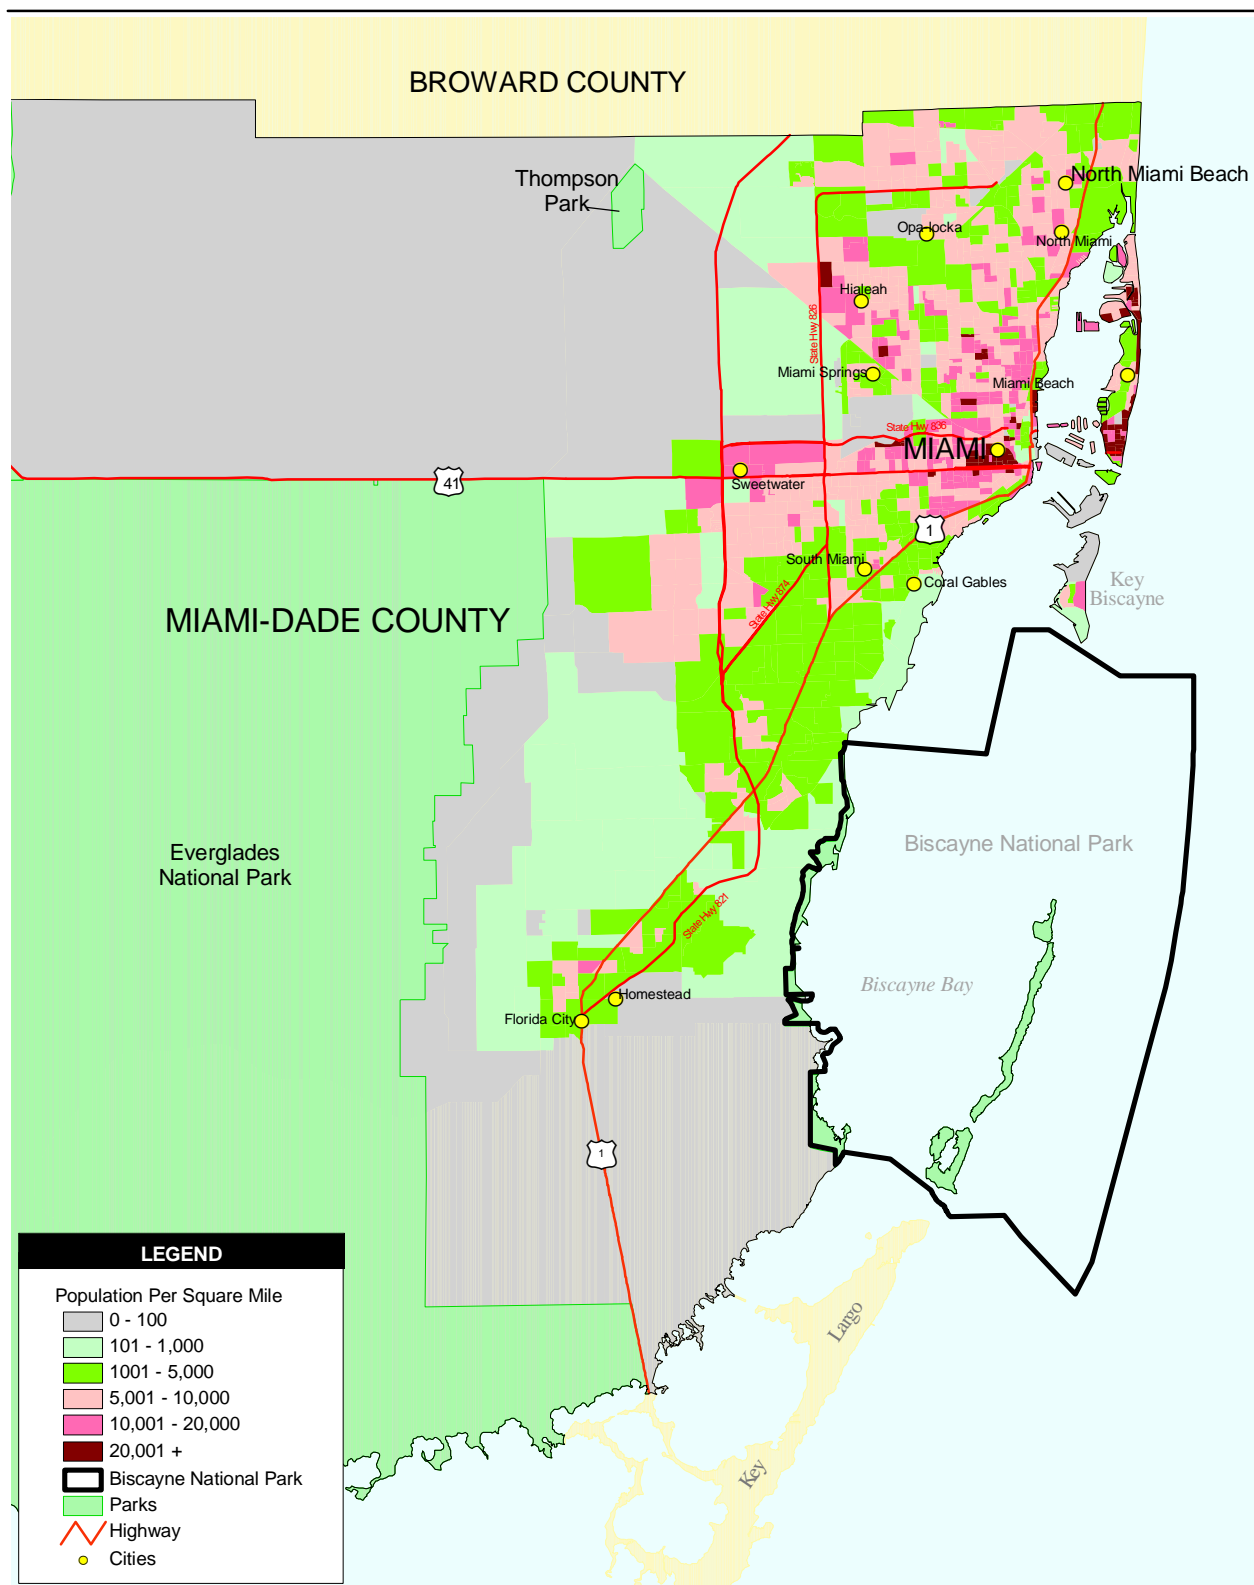 BROWARD COUNTY
Thompson
Park
North Miami Beach
Opa-locka
North Miami
Hialeah
State Hwy 826
Miami Springs
Miami Beach
State Hwy 836
MIAMI
41
Sweetwater
1
South Miami
Coral Gables
Key
Biscayne
State Hwy 874
MIAMI-DADE COUNTY
Everglades
National Park
Biscayne National Park
State Hwy 821
Biscayne Bay
Homestead
Florida City
1
LEGEND
Population Per Square Mile
0 - 100
101 - 1,000
1001 - 5,000
5,001 - 10,000
10,001 - 20,000
20,001 +
Biscayne National Park
Parks
Highway
Cities
Key Largo